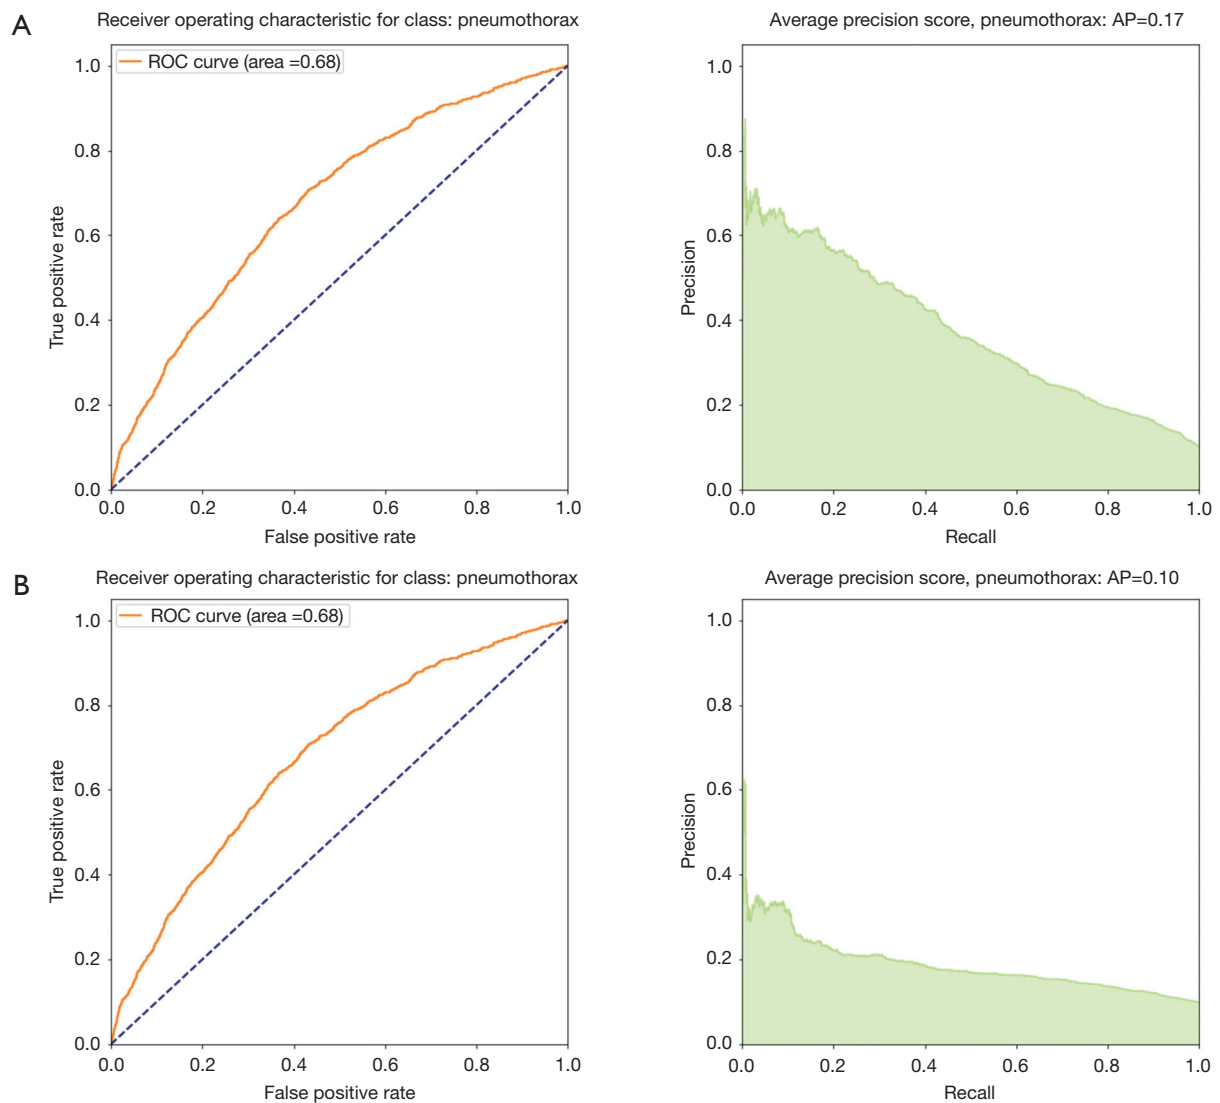 A
Receiver operating characteristic for class: pneumothorax
ROC curve (area =0.68)
1.0
0.8
0.6
0.4
0.2
0.0
True positive rate
0.0 0.2 0.4 0.6 0.8 1.0
False positive rate
Average precision score, pneumothorax: AP=0.17
1.0
0.8
0.6
0.4
0.2
0.0
Precision
0.0 0.2 0.4 0.6 0.8 1.0
Recall
B
Receiver operating characteristic for class: pneumothorax
ROC curve (area =0.68)
1.0
0.8
0.6
0.4
0.2
0.0
True positive rate
0.0 0.2 0.4 0.6 0.8 1.0
False positive rate
Average precision score, pneumothorax: AP=0.10
1.0
0.8
0.6
0.4
0.2
0.0
Precision
0.0 0.2 0.4 0.6 0.8 1.0
Recall